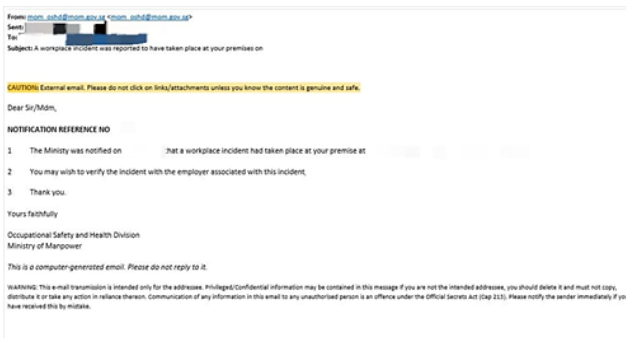 From: mom_oshd@mom.gov.sg <mom_oshd@mom.gov.sg>
Sent:
To:
Subject: A workplace incident was reported to have taken place at your premises on
CAUTION: External email. Please do not click on links/attachments unless you know the content is genuine and safe.
Dear Sir/Mdm,
NOTIFICATION REFERENCE NO
1 The Ministy was notified on that a workplace incident had taken place at your premise at
2 You may wish to verify the incident with the employer associated with this incident,
3 Thank you.
Yours faithfully
Occupational Safety and Health Division
Ministry of Manpower
This is a computer-generated email. Please do not reply to it.
WARNING: This e-mail transmission is intended only for the addressee. Privileged/Confidential information may be contained in this message if you are not the intended addressee, you should delete it and must not copy,
distribute it or take any action in reliance thereon. Communication of any information in this email to any unauthorised person is an offence under the Official Secrets Act (Cap 213). Please notify the sender immediately if you
have received this by mistake.